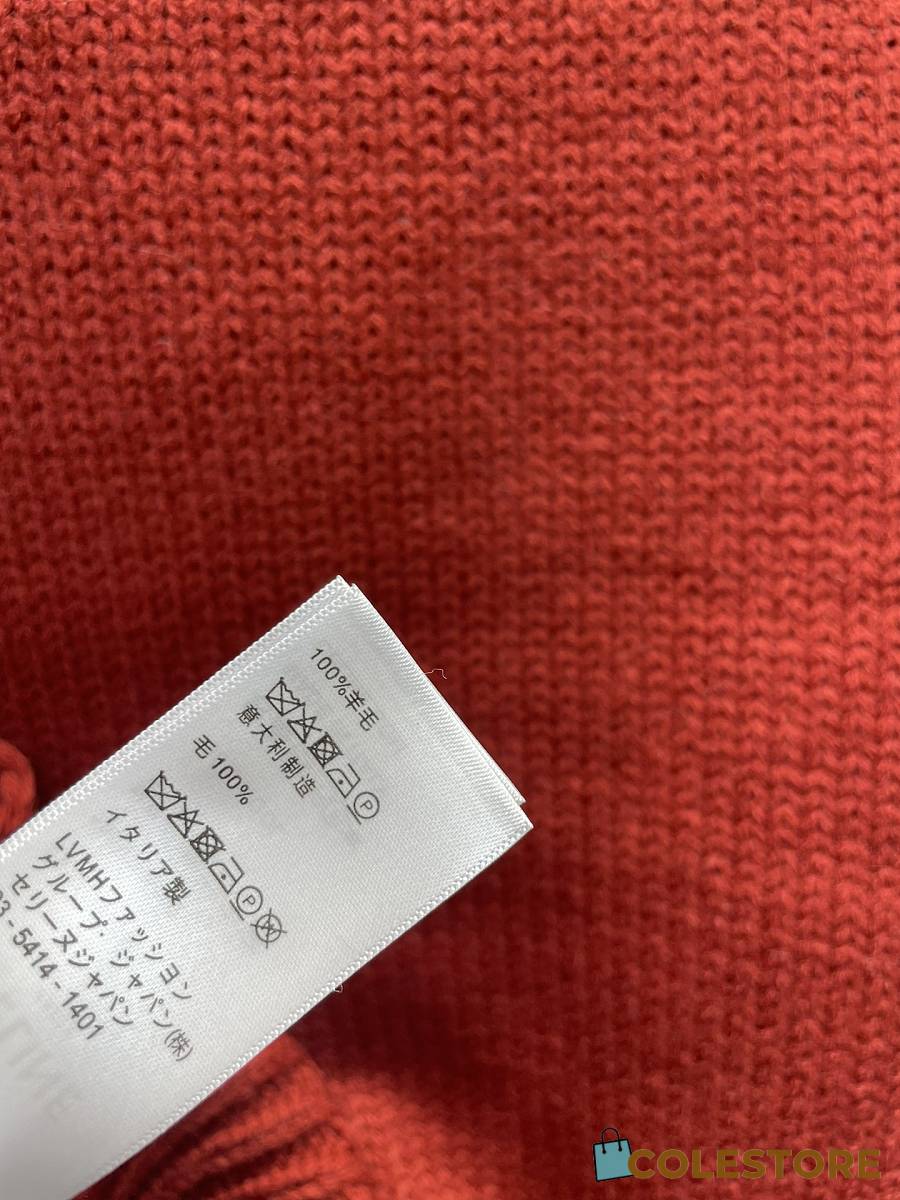 100%羊毛
意大利制造
毛 100%
イタリア製
LVMHファッション
グループ・ジャパン(株)
セリーヌジャパン
3-5414-1401
COLESTORE